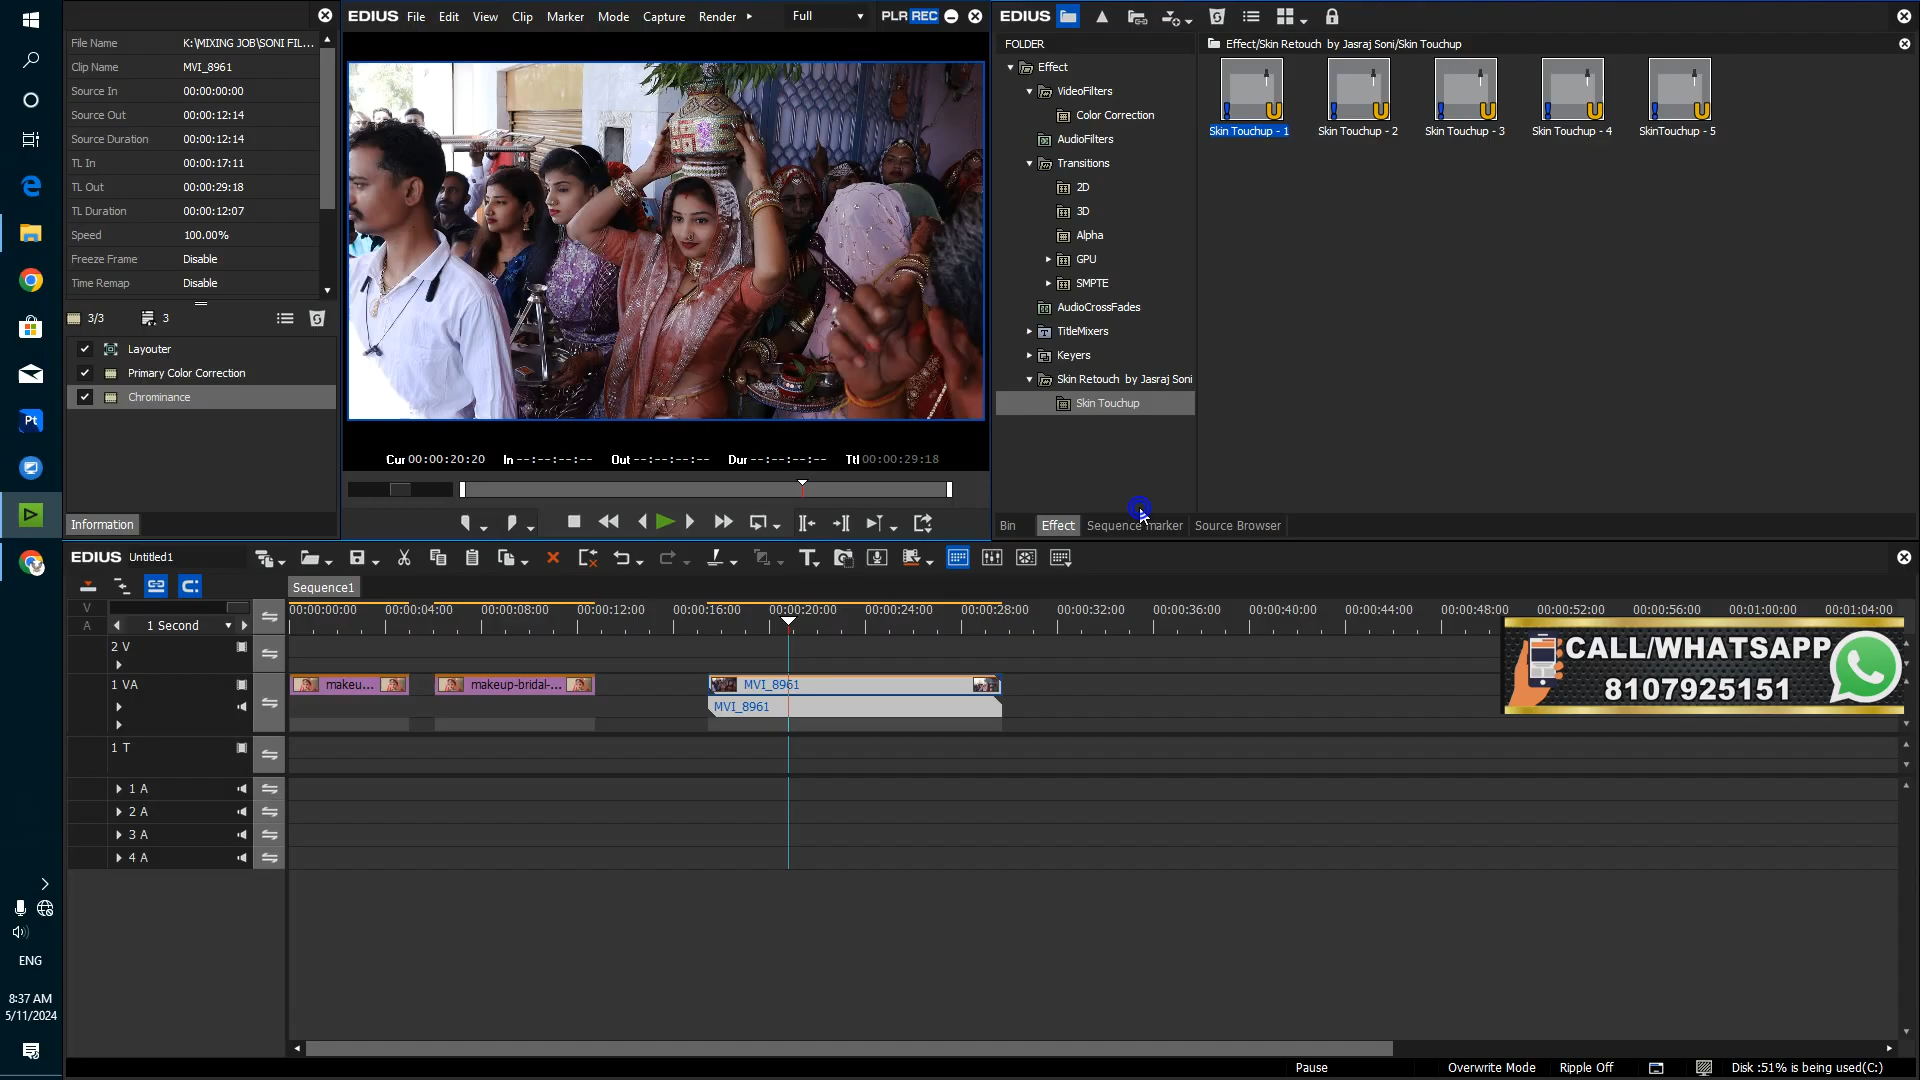 File Name K:\MIXING JOB\SONI FIL...
Clip Name MVI_8961
Source In 00:00:00:00
Source Out 00:00:12:14
Source Duration 00:00:12:14
TL In 00:00:17:11
TL Out 00:00:29:18
TL Duration 00:00:12:07
Speed 100.00%
Freeze Frame Disable
Time Remap Disable
3/3 3
Layouter
Primary Color Correction
Chrominance
Information
EDIUS File Edit View Clip Marker Mode Capture Render Full PLR REC
Cur 00:00:20:20 In --:--:--:-- Out --:--:--:-- Dur --:--:--:-- Ttl 00:00:29:18
EDIUS
FOLDER
Effect
VideoFilters
Color Correction
AudioFilters
Transitions
2D
3D
Alpha
GPU
SMPTE
AudioCrossFades
TitleMixers
Keyers
Skin Retouch by Jasraj Soni
Skin Touchup
Effect/Skin Retouch by Jasraj Soni/Skin Touchup
Skin Touchup - 1 Skin Touchup - 2 Skin Touchup - 3 Skin Touchup - 4 SkinTouchup - 5
Bin Effect Sequence marker Source Browser
EDIUS Untitled1
Sequence1
V
A
1 Second
00:00:00:00 00:00:04:00 00:00:08:00 00:00:12:00 00:00:16:00 00:00:20:00 00:00:24:00 00:00:28:00 00:00:32:00 00:00:36:00 00:00:40:00 00:00:44:00 00:00:48:00 00:00:52:00 00:00:56:00 00:01:00:00 00:01:04:00
2 V
1 VA
makeu... makeup-bridal-... MVI_8961
MVI_8961
1 T
1 A
2 A
3 A
4 A
CALL/WHATSAPP
8107925151
Pt
ENG
8:37 AM
5/11/2024
Pause Overwrite Mode Ripple Off Disk :51% is being used(C:)